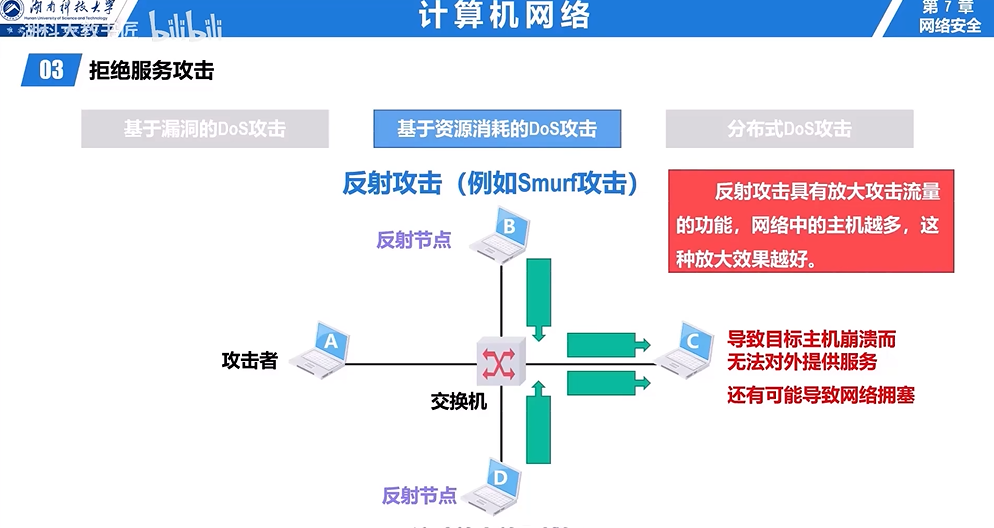 湖南科技大学
Hunan University of Science and Technology
湖科大教书匠 bilibili
计算机网络
第 7 章
网络安全
03 拒绝服务攻击
基于漏洞的DoS攻击
基于资源消耗的DoS攻击
分布式DoS攻击
反射攻击（例如Smurf攻击）
反射攻击具有放大攻击流量
的功能，网络中的主机越多，这
种放大效果越好。
反射节点
B
攻击者
A
交换机
C
导致目标主机崩溃而
无法对外提供服务
还有可能导致网络拥塞
反射节点
D